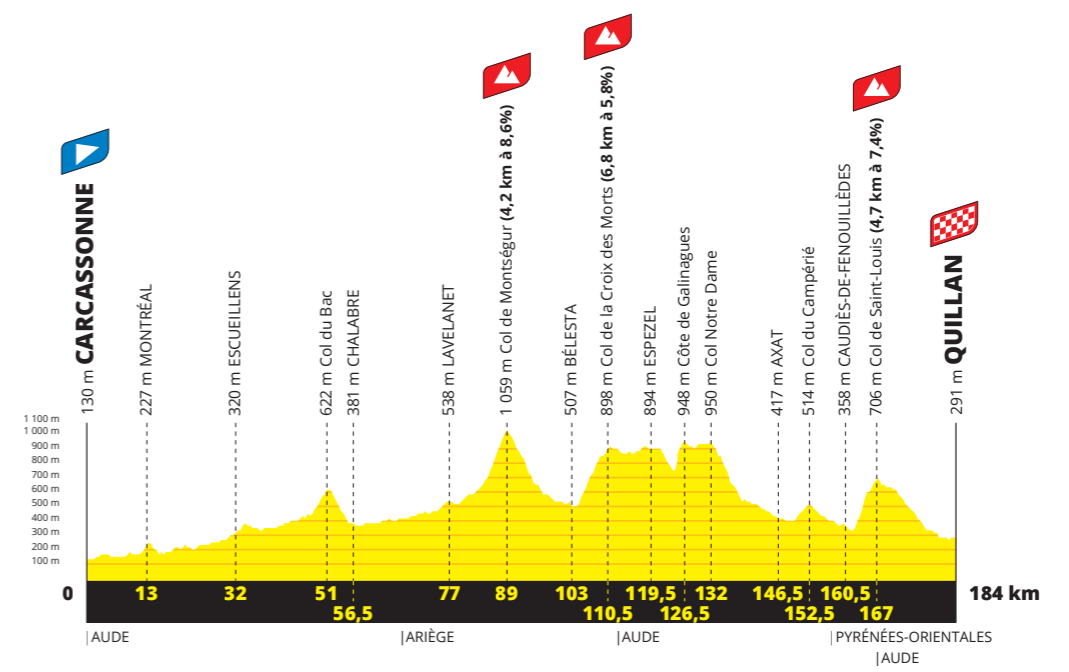 130 m CARCASSONNE
227 m MONTRÉAL
320 m ESCUEILLENS
622 m Col du Bac
381 m CHALABRE
538 m LAVELANET
1 059 m Col de Montségur (4,2 km à 8,6%)
507 m BÉLESTA
898 m Col de la Croix des Morts (6,8 km à 5,8%)
894 m ESPEZEL
948 m Côte de Galinagues
950 m Col Notre Dame
417 m AXAT
514 m Col du Campérié
358 m CAUDIÈS-DE-FENOUILLÈDES
706 m Col de Saint-Louis (4,7 km à 7,4%)
291 m QUILLAN
1 100 m
1 000 m
900 m
800 m
700 m
600 m
500 m
400 m
300 m
200 m
100 m
0 13 32 51 77 89 103 119,5 132 146,5 160,5 184 km
56,5 110,5 126,5 152,5 167
AUDE ARIÈGE AUDE PYRÉNÉES-ORIENTALES
AUDE